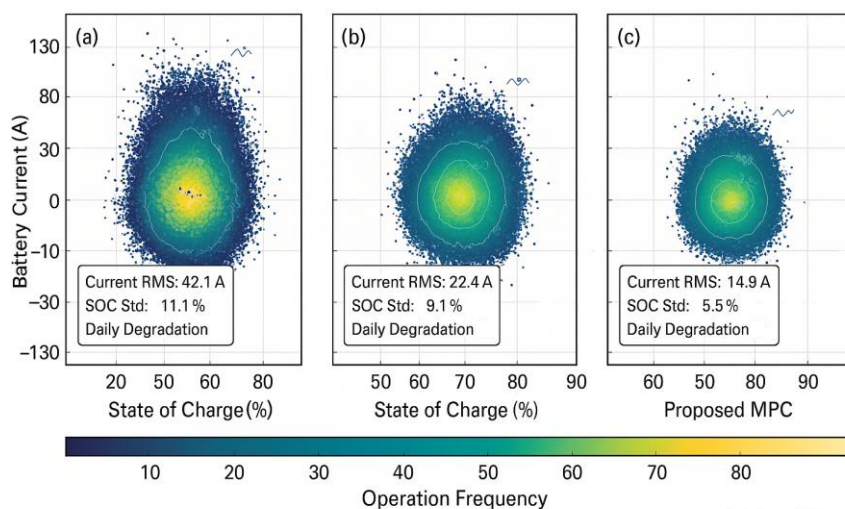 (a)
(b)
(c)
Battery Current (A)
130
80
30
0
−10
−30
−130
Current RMS: 42.1 A
SOC Std: 11.1 %
Daily Degradation
Current RMS: 22.4 A
SOC Std: 9.1 %
Daily Degradation
Current RMS: 14.9 A
SOC Std: 5.5 %
Daily Degradation
20 50 60 80
50 60 70 80 90
60 50 80 90
State of Charge (%)
State of Charge (%)
Proposed MPC
10 20 30 40 50 60 70 80
Operation Frequency